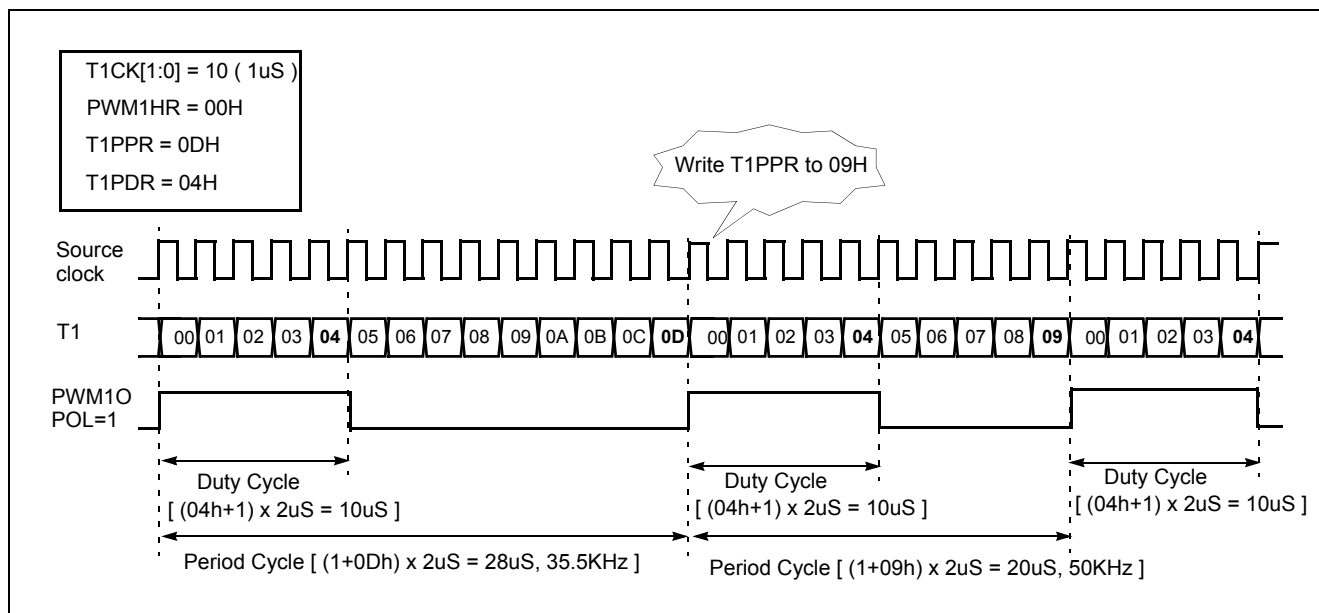 T1CK[1:0] = 10 ( 1uS )
PWM1HR = 00H
T1PPR = 0DH
T1PDR = 04H
Write T1PPR to 09H
Source
clock
T1
00 01 02 03 04 05 06 07 08 09 0A 0B 0C 0D 00 01 02 03 04 05 06 07 08 09 00 01 02 03 04
PWM1O
POL=1
Duty Cycle
[ (04h+1) x 2uS = 10uS ]
Duty Cycle
[ (04h+1) x 2uS = 10uS ]
Duty Cycle
[ (04h+1) x 2uS = 10uS ]
Period Cycle [ (1+0Dh) x 2uS = 28uS, 35.5KHz ]
Period Cycle [ (1+09h) x 2uS = 20uS, 50KHz ]